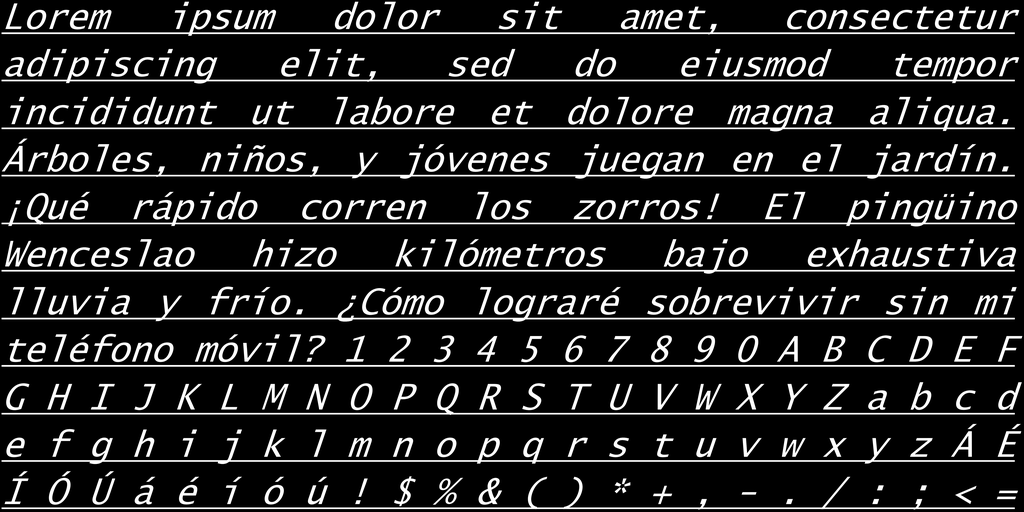 Lorem ipsum dolor sit amet, consectetur
adipiscing elit, sed do eiusmod tempor
incididunt ut labore et dolore magna aliqua.
Árboles, niños, y jóvenes juegan en el jardín.
¡Qué rápido corren los zorros! El pingüino
Wenceslao hizo kilómetros bajo exhaustiva
lluvia y frío. ¿Cómo lograré sobrevivir sin mi
teléfono móvil? 1 2 3 4 5 6 7 8 9 0 A B C D E F
G H I J K L M N O P Q R S T U V W X Y Z a b c d
e f g h i j k l m n o p q r s t u v w x y z Á É
Í Ó Ú á é í ó ú ! $ % & ( ) * + , - . / : ; < =